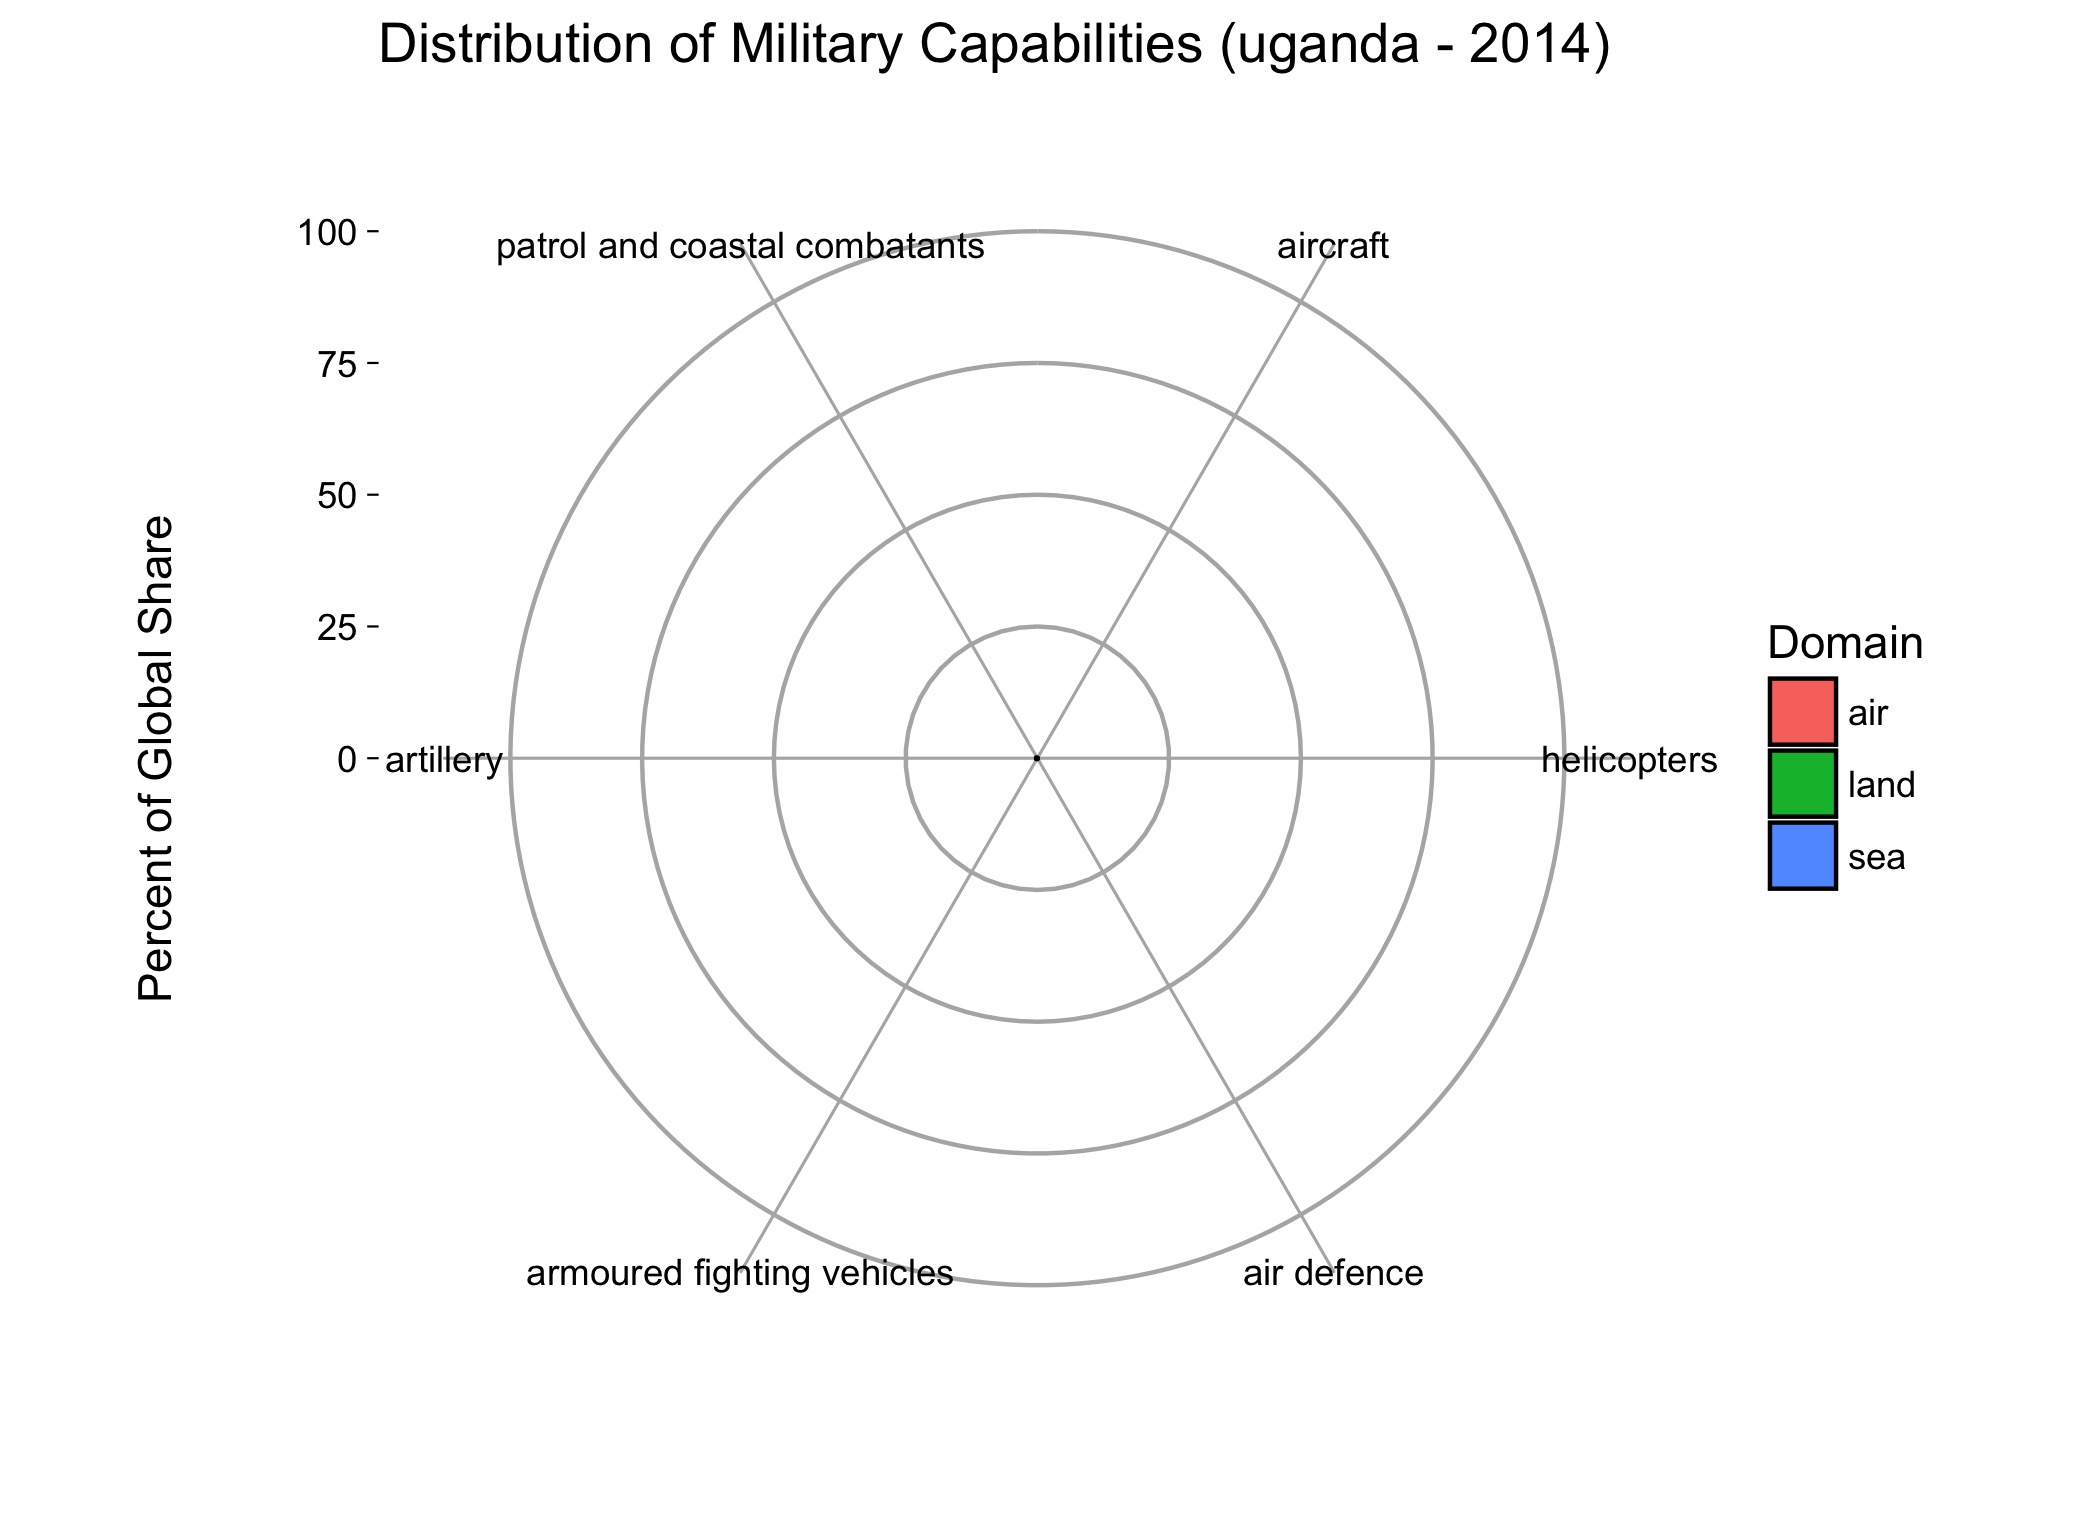 Distribution of Military Capabilities (uganda - 2014)
Percent of Global Share
100
75
50
25
0
patrol and coastal combatants
aircraft
artillery
helicopters
armoured fighting vehicles
air defence
Domain
air
land
sea